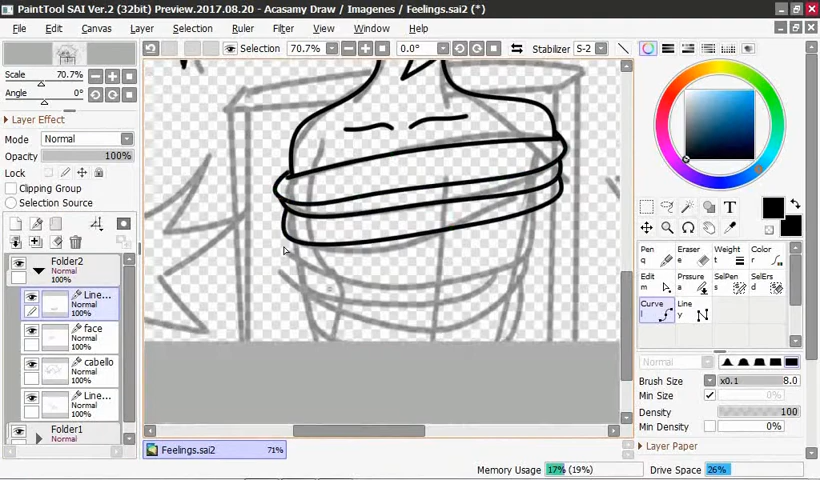 PaintTool SAI Ver.2 (32bit) Preview.2017.08.20 - Acasamy Draw / Imagenes / Feelings.sai2 (*)
File Edit Canvas Layer Selection Ruler Filter View Window Help
Selection 70.7% 0.0° Stabilizer S-2
Scale 70.7%
Angle 0°
Layer Effect
Mode Normal
Opacity 100%
Lock
Clipping Group
Selection Source
Folder2
Normal
100%
Line...
Normal
100%
face
Normal
100%
cabello
Normal
100%
Line...
Normal
100%
Folder1
Normal
T
Pen q Eraser e Weight t Color r
Edit m Prssure a SelPen s SelErs d
Curve l Line y
Normal
Brush Size x0.1 8.0
Min Size 0%
Density 100
Min Density 0%
Layer Paper
Feelings.sai2 71%
Memory Usage 17% (19%) Drive Space 26%